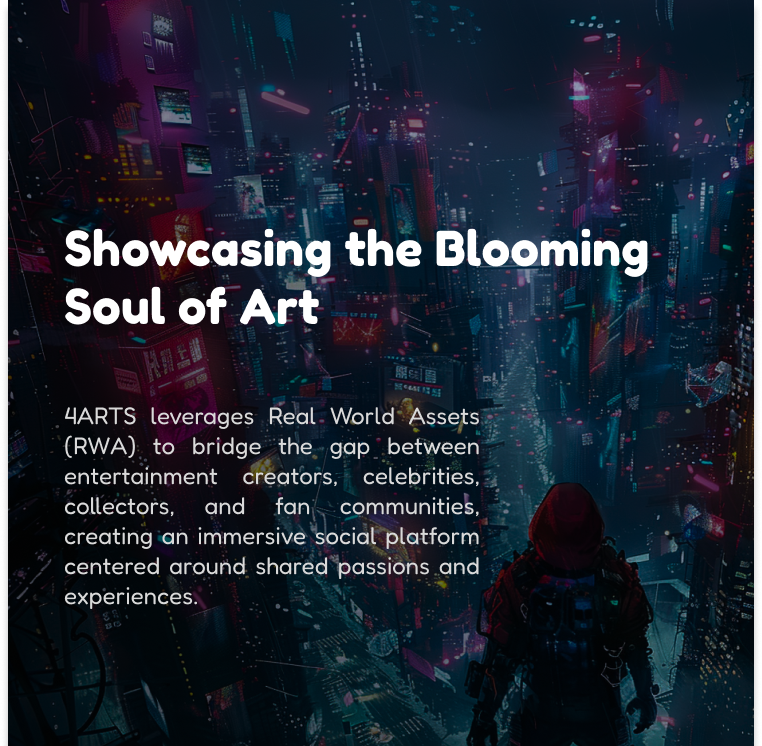 Showcasing the Blooming
Soul of Art
4ARTS leverages Real World Assets
(RWA) to bridge the gap between
entertainment creators, celebrities,
collectors, and fan communities,
creating an immersive social platform
centered around shared passions and
experiences.